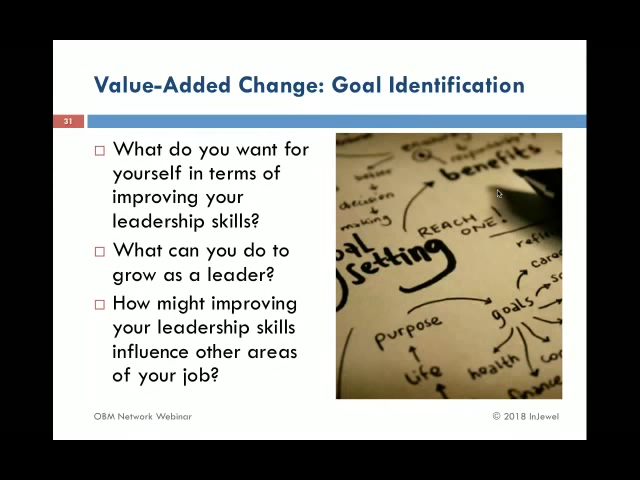 Value-Added Change: Goal Identification
31
□ What do you want for
yourself in terms of
improving your
leadership skills?
□ What can you do to
grow as a leader?
□ How might improving
your leadership skills
influence other areas
of your job?
benefits
better
decision
making
REACH
ONE!
setting
goals
purpose
life
health
finance
OBM Network Webinar
© 2018 InJewel